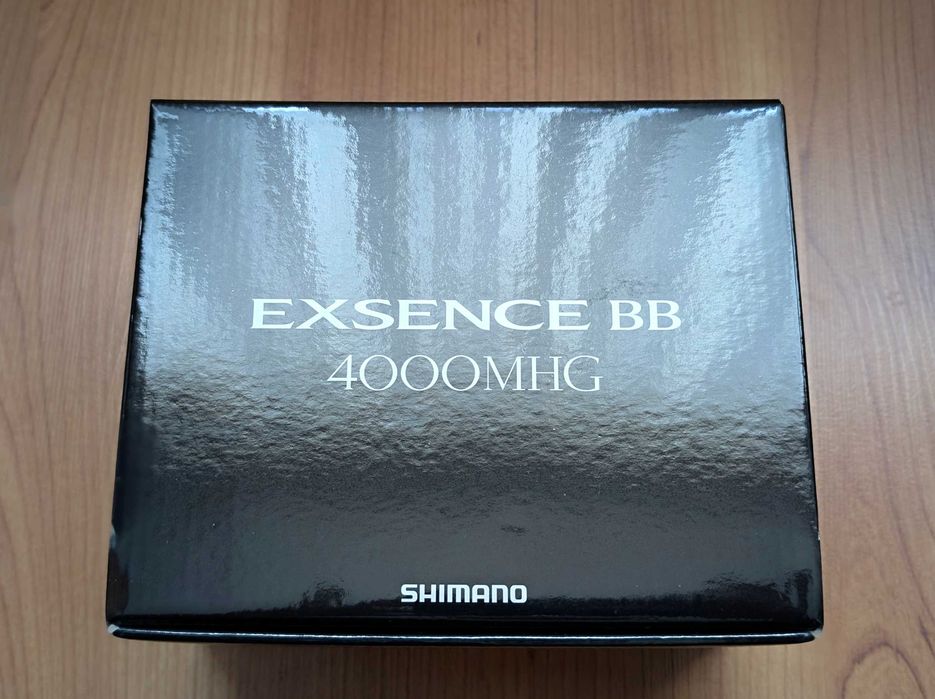 EXSENCE BB
4000MHG
SHIMANO